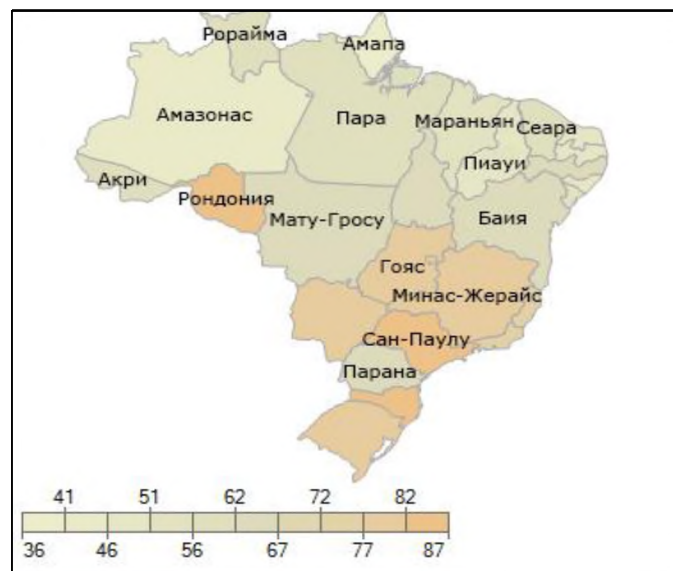 Рорайма
Амапа
Амазонас
Пара
Мараньян
Сеара
Пиауи
Акри
Рондония
Мату-Гросу
Баия
Гояс
Минас-Жерайс
Сан-Паулу
Парана
41 51 62 72 82
36 46 56 67 77 87